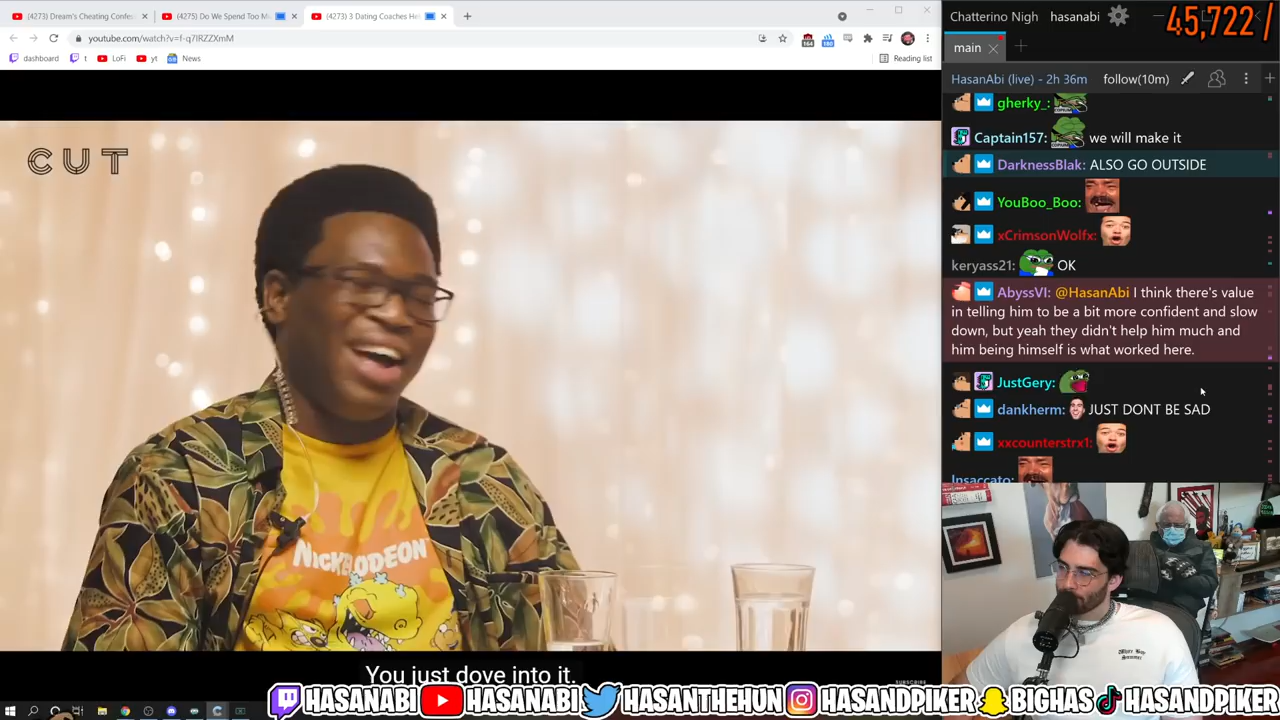 (4273) Dream's Cheating Confes
(4275) Do We Spend Too M
(4273) 3 Dating Coaches He
Chatterino Nigh
hasanabi
45,722 /
youtube.com/watch?v=f-q7lRZZXmM
164
180
main
dashboard
t
LoFi
yt
News
Reading list
HasanAbi (live) - 2h 36m
follow(10m)
gherky_:
Captain157: we will make it
DarknessBlak: ALSO GO OUTSIDE
YouBoo_Boo:
xCrimsonWolfx:
keryass21: OK
AbyssVI: @HasanAbi I think there's value
in telling him to be a bit more confident and slow
down, but yeah they didn't help him much and
him being himself is what worked here.
JustGery:
dankherm: JUST DONT BE SAD
xxcounterstrx1:
Insaccato:
CUT
NICKELODEON
You just dove into it.
SUBSCRIBE
HASANABI
HASANABI
HASANTHEHUN
HASANDPIKER
BIGHAS
HASANDPIKER